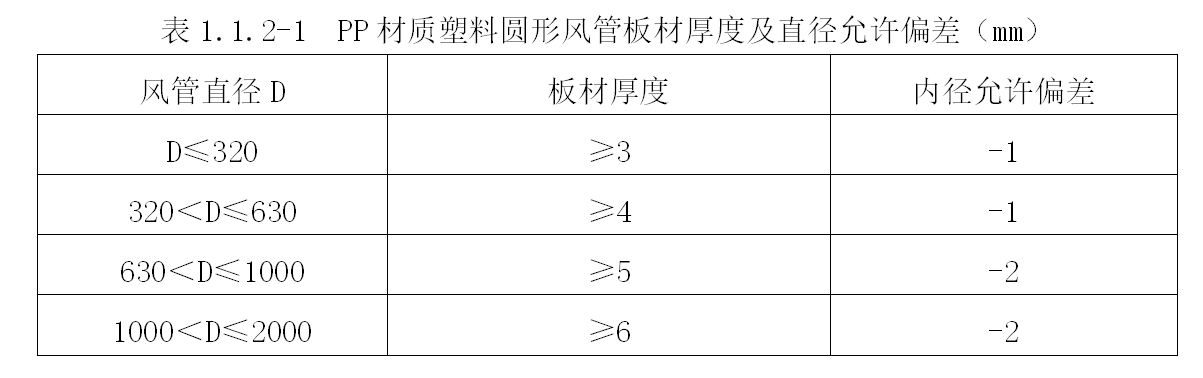 表 1.1.2-1 PP 材质塑料圆形风管板材厚度及直径允许偏差（mm）
风管直径 D 板材厚度 内径允许偏差
D≤320 ≥3 -1
320＜D≤630 ≥4 -1
630＜D≤1000 ≥5 -2
1000＜D≤2000 ≥6 -2